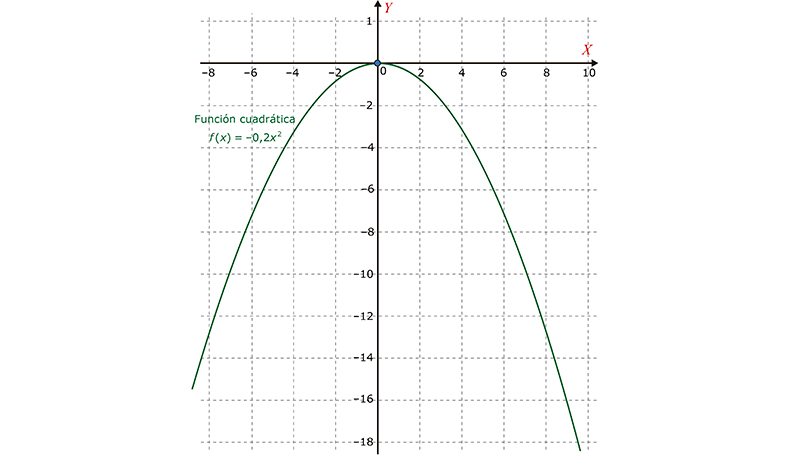 Y
1
X
−8 −6 −4 −2 0 2 4 6 8 10
−2
Función cuadrática
f(x) = –0,2x²
−4
−6
−8
−10
−12
−14
−16
−18